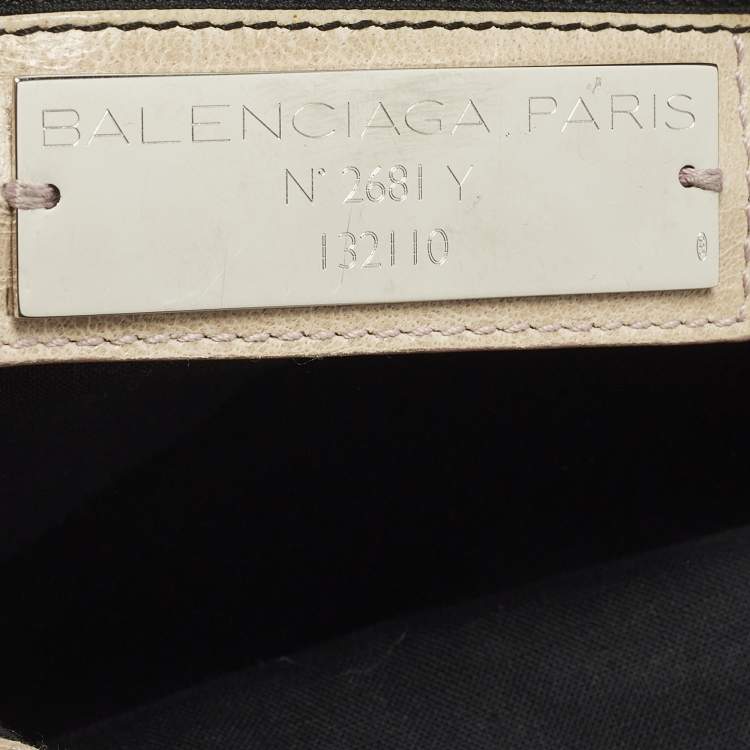 BALENCIAGA. PARIS
N° 2681 Y
132110